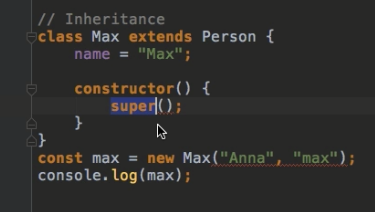 // Inheritance
class Max extends Person {
name = "Max";
constructor() {
super();
}
}
const max = new Max("Anna", "max");
console.log(max);